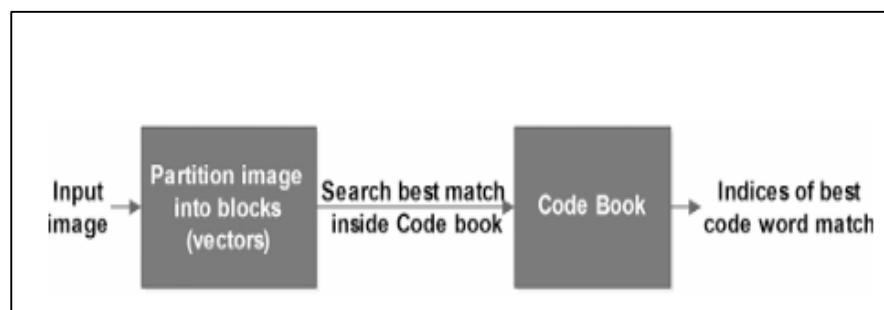 Input
image
Partition image
into blocks
(vectors)
Search best match
inside Code book
Code Book
Indices of best
code word match